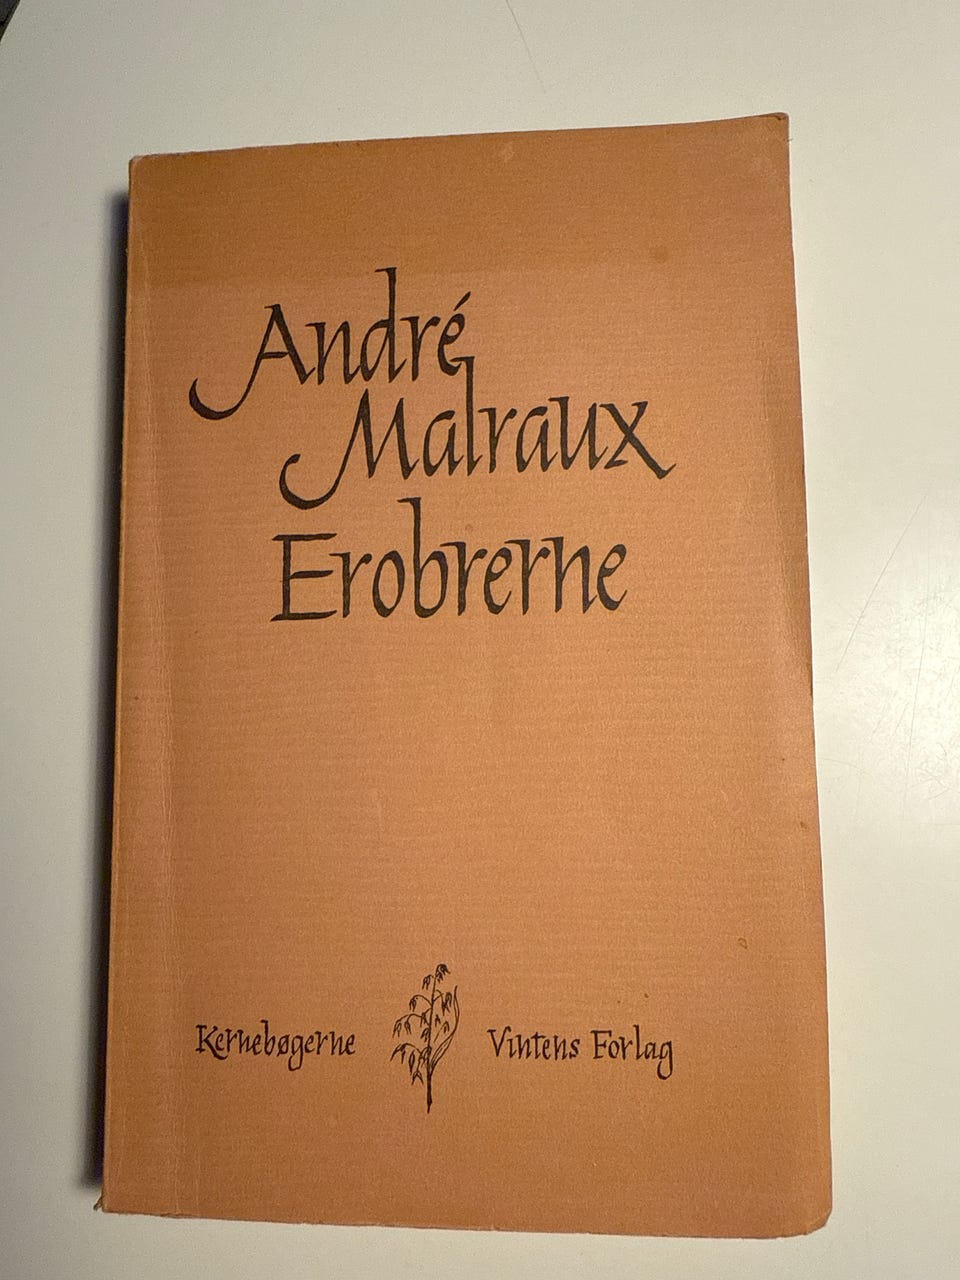 André
Malraux
Erobrerne
Kernebøgerne Vintens Forlag